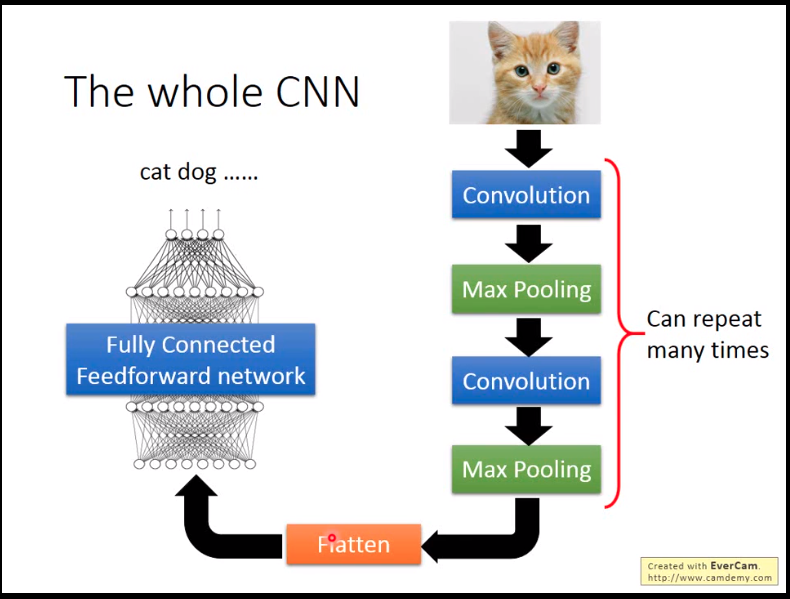 The whole CNN
cat dog ......
Convolution
Max Pooling
Convolution
Max Pooling
Can repeat
many times
Flatten
Fully Connected
Feedforward network
Created with EverCam.
http://www.camdemy.com